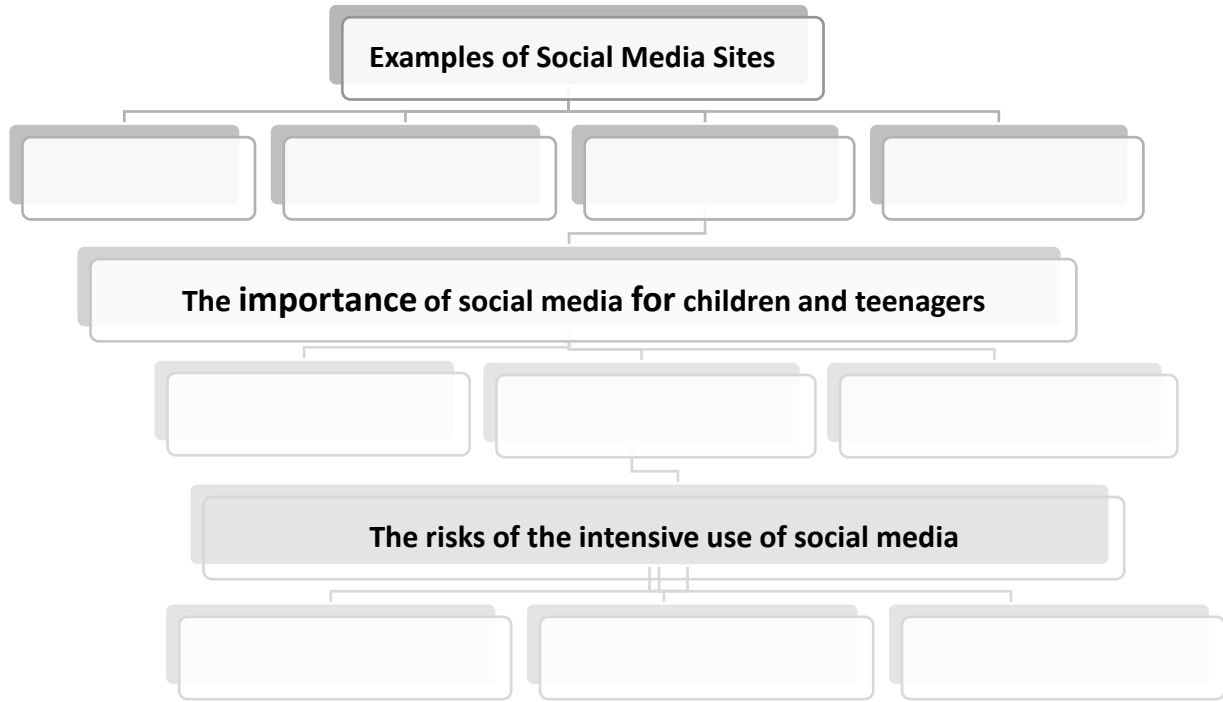 Examples of Social Media Sites
The importance of social media for children and teenagers
The risks of the intensive use of social media